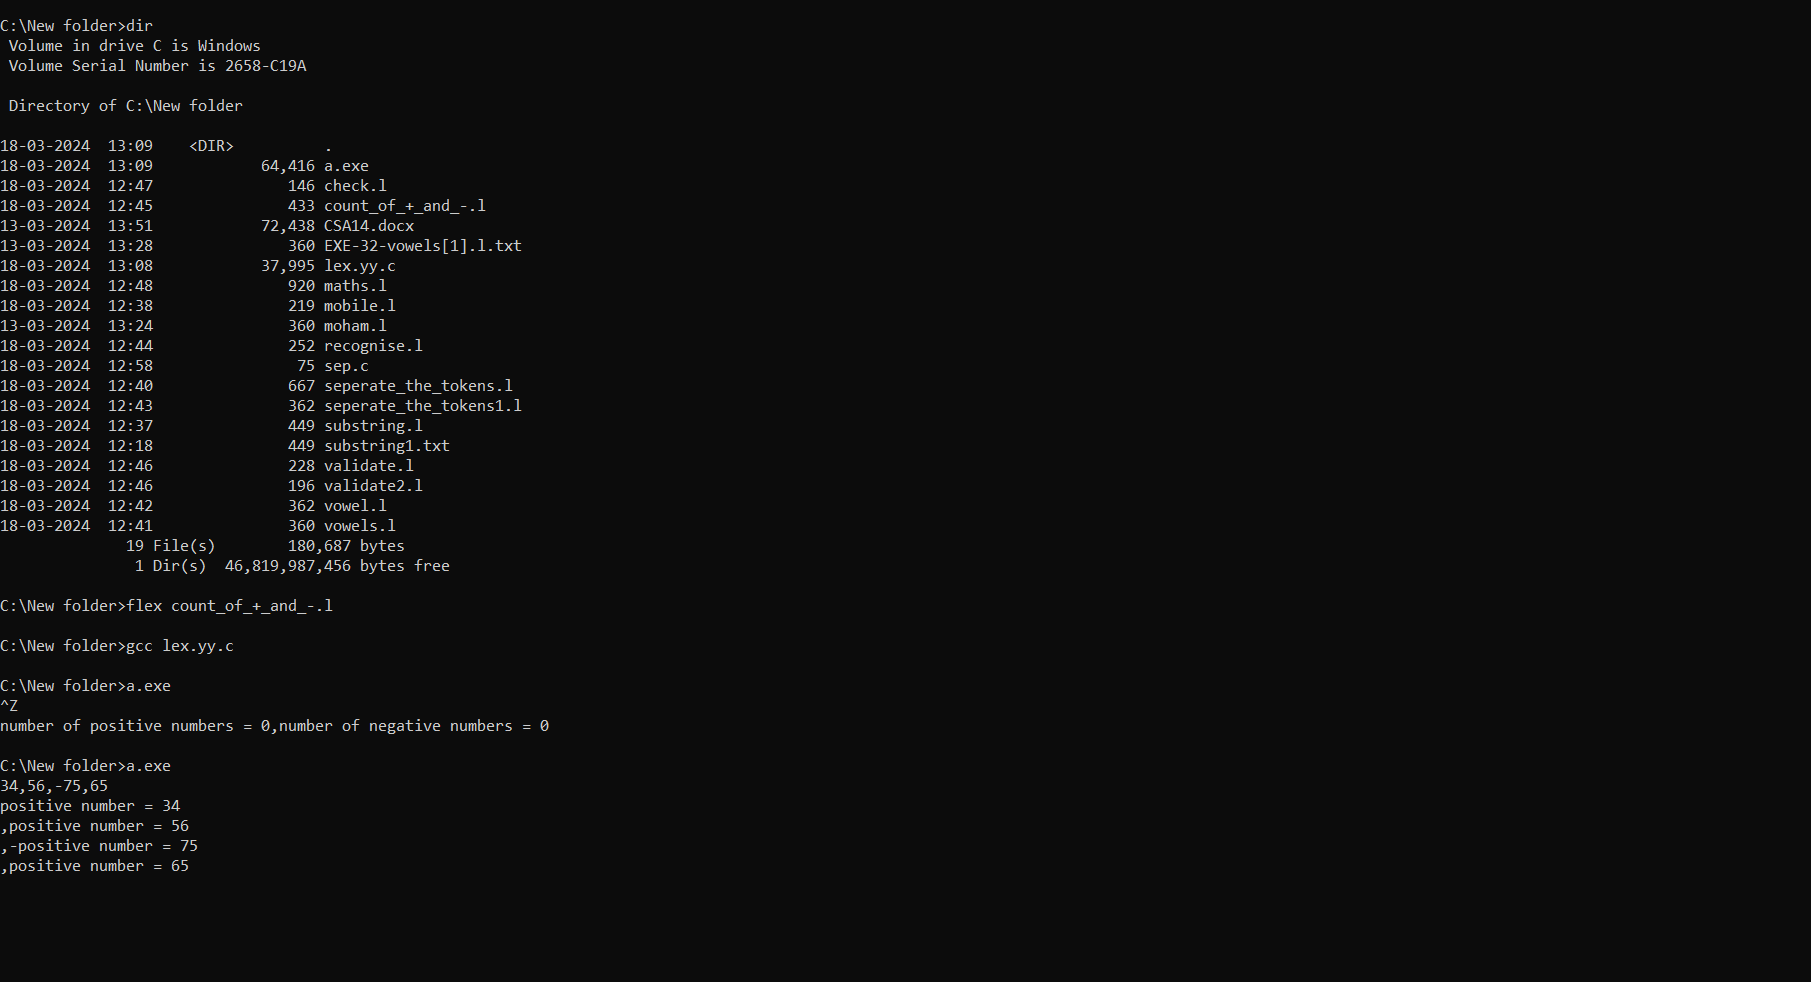 C:\New folder>dir
 Volume in drive C is Windows
 Volume Serial Number is 2658-C19A

 Directory of C:\New folder

18-03-2024  13:09    <DIR>          .
18-03-2024  13:09            64,416 a.exe
18-03-2024  12:47               146 check.l
18-03-2024  12:45               433 count_of_+_and_-.l
13-03-2024  13:51            72,438 CSA14.docx
13-03-2024  13:28               360 EXE-32-vowels[1].l.txt
18-03-2024  13:08            37,995 lex.yy.c
18-03-2024  12:48               920 maths.l
18-03-2024  12:38               219 mobile.l
13-03-2024  13:24               360 moham.l
18-03-2024  12:44               252 recognise.l
18-03-2024  12:58                75 sep.c
18-03-2024  12:40               667 seperate_the_tokens.l
18-03-2024  12:43               362 seperate_the_tokens1.l
18-03-2024  12:37               449 substring.l
18-03-2024  12:18               449 substring1.txt
18-03-2024  12:46               228 validate.l
18-03-2024  12:46               196 validate2.l
18-03-2024  12:42               362 vowel.l
18-03-2024  12:41               360 vowels.l
              19 File(s)        180,687 bytes
               1 Dir(s)  46,819,987,456 bytes free

C:\New folder>flex count_of_+_and_-.l

C:\New folder>gcc lex.yy.c

C:\New folder>a.exe
^Z
number of positive numbers = 0,number of negative numbers = 0

C:\New folder>a.exe
34,56,-75,65
positive number = 34
,positive number = 56
,-positive number = 75
,positive number = 65